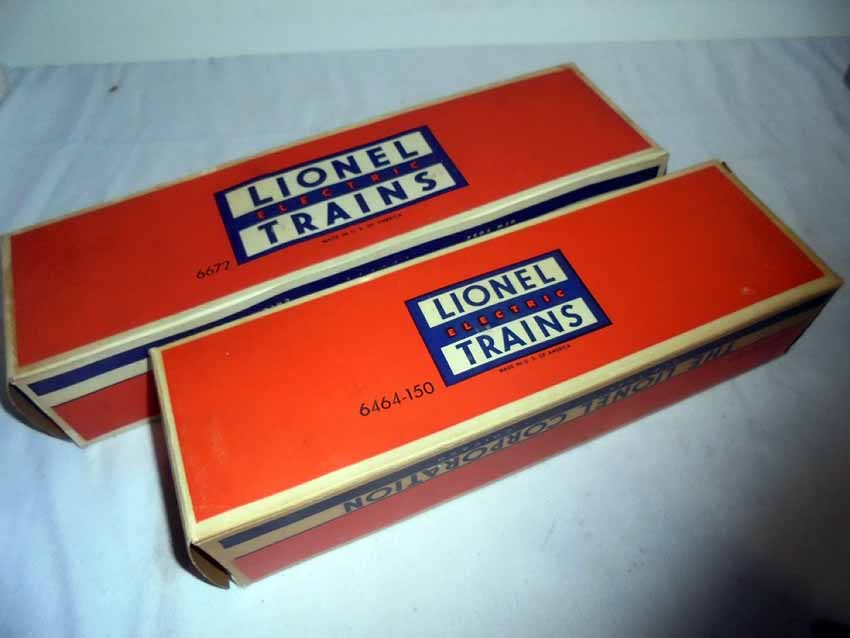 LIONEL
ELECTRIC
TRAINS
MADE IN U. S. OF AMERICA
6672
LIONEL
ELECTRIC
TRAINS
MADE IN U. S. OF AMERICA
6464-150
THE LIONEL CORPORATION